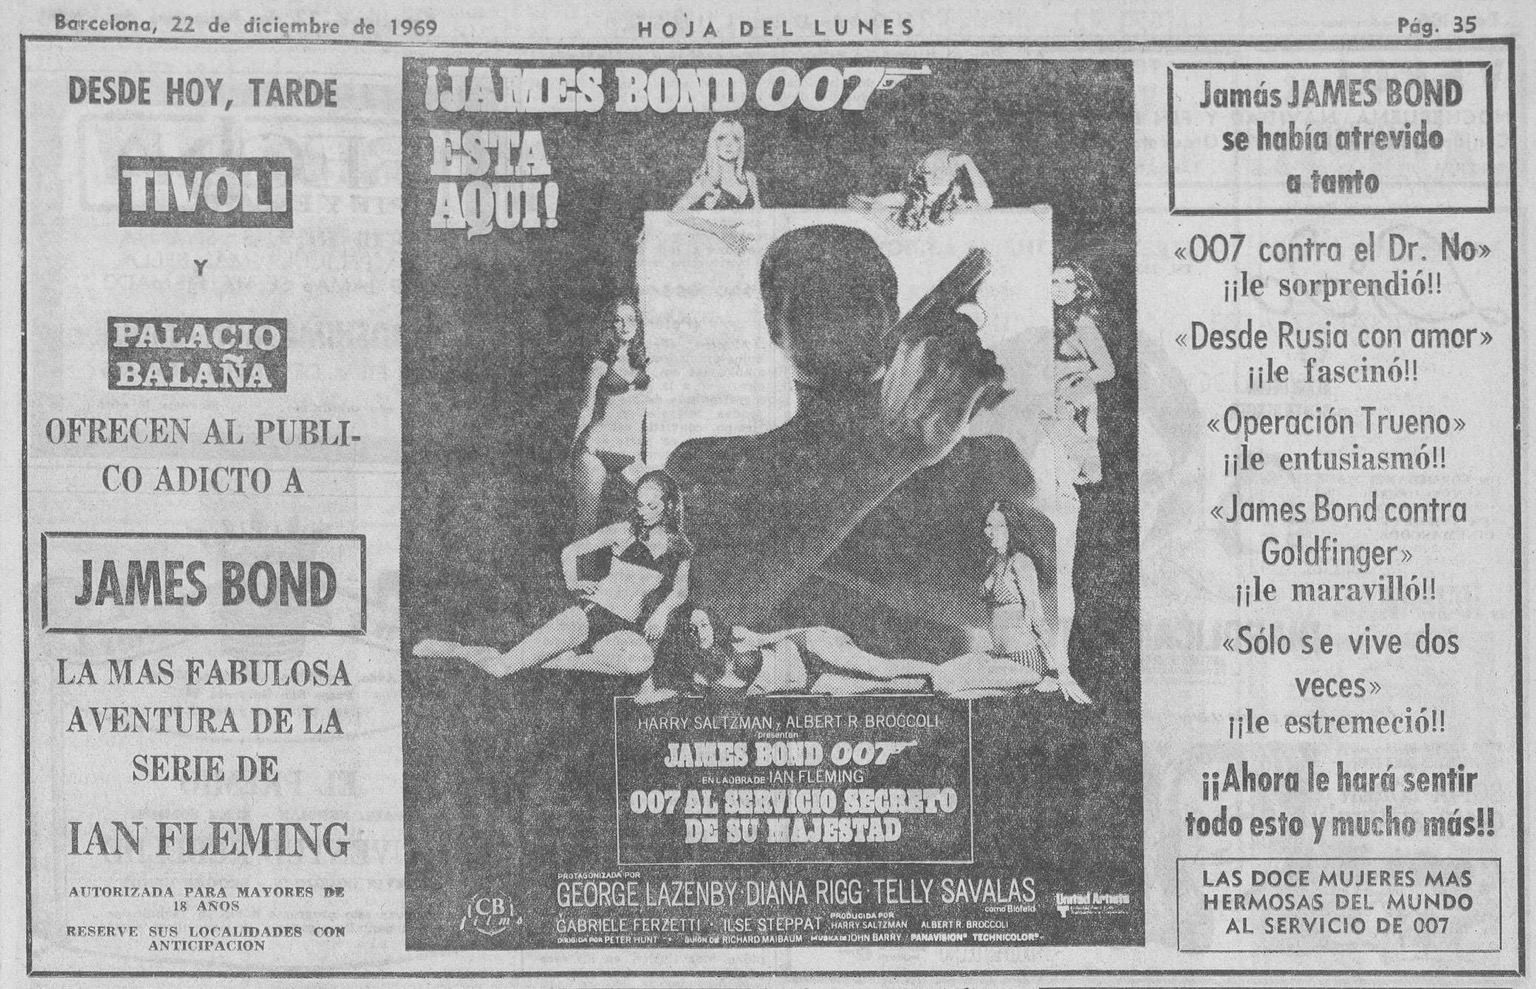 Barcelona, 22 de diciembre de 1969
HOJA DEL LUNES
Pág. 35
DESDE HOY, TARDE
TIVOLI
Y
PALACIO
BALAÑA
OFRECEN AL PUBLI-
CO ADICTO A
JAMES BOND
LA MAS FABULOSA
AVENTURA DE LA
SERIE DE
IAN FLEMING
AUTORIZADA PARA MAYORES DE
18 AÑOS
RESERVE SUS LOCALIDADES CON
ANTICIPACION
¡JAMES BOND 007
ESTA
AQUI!
HARRY SALTZMAN y ALBERT R. BROCCOLI
presentan
JAMES BOND 007
EN LA OBRA DE IAN FLEMING
007 AL SERVICIO SECRETO
DE SU MAJESTAD
PROTAGONIZADA POR
GEORGE LAZENBY · DIANA RIGG · TELLY SAVALAS
como Blofeld
GABRIELE FERZETTI · ILSE STEPPAT
PRODUCIDA POR
HARRY SALTZMAN y ALBERT R. BROCCOLI
DIRIGIDA POR PETER HUNT
GUION DE RICHARD MAIBAUM
MUSICA DE JOHN BARRY
PANAVISION® TECHNICOLOR®
CB
films
United Artists
Jamás JAMES BOND
se había atrevido
a tanto
«007 contra el Dr. No»
¡¡le sorprendió!!
«Desde Rusia con amor»
¡¡le fascinó!!
«Operación Trueno»
¡¡le entusiasmó!!
«James Bond contra
Goldfinger»
¡¡le maravilló!!
«Sólo se vive dos
veces»
¡¡le estremeció!!
¡¡Ahora le hará sentir
todo esto y mucho más!!
LAS DOCE MUJERES MAS
HERMOSAS DEL MUNDO
AL SERVICIO DE 007